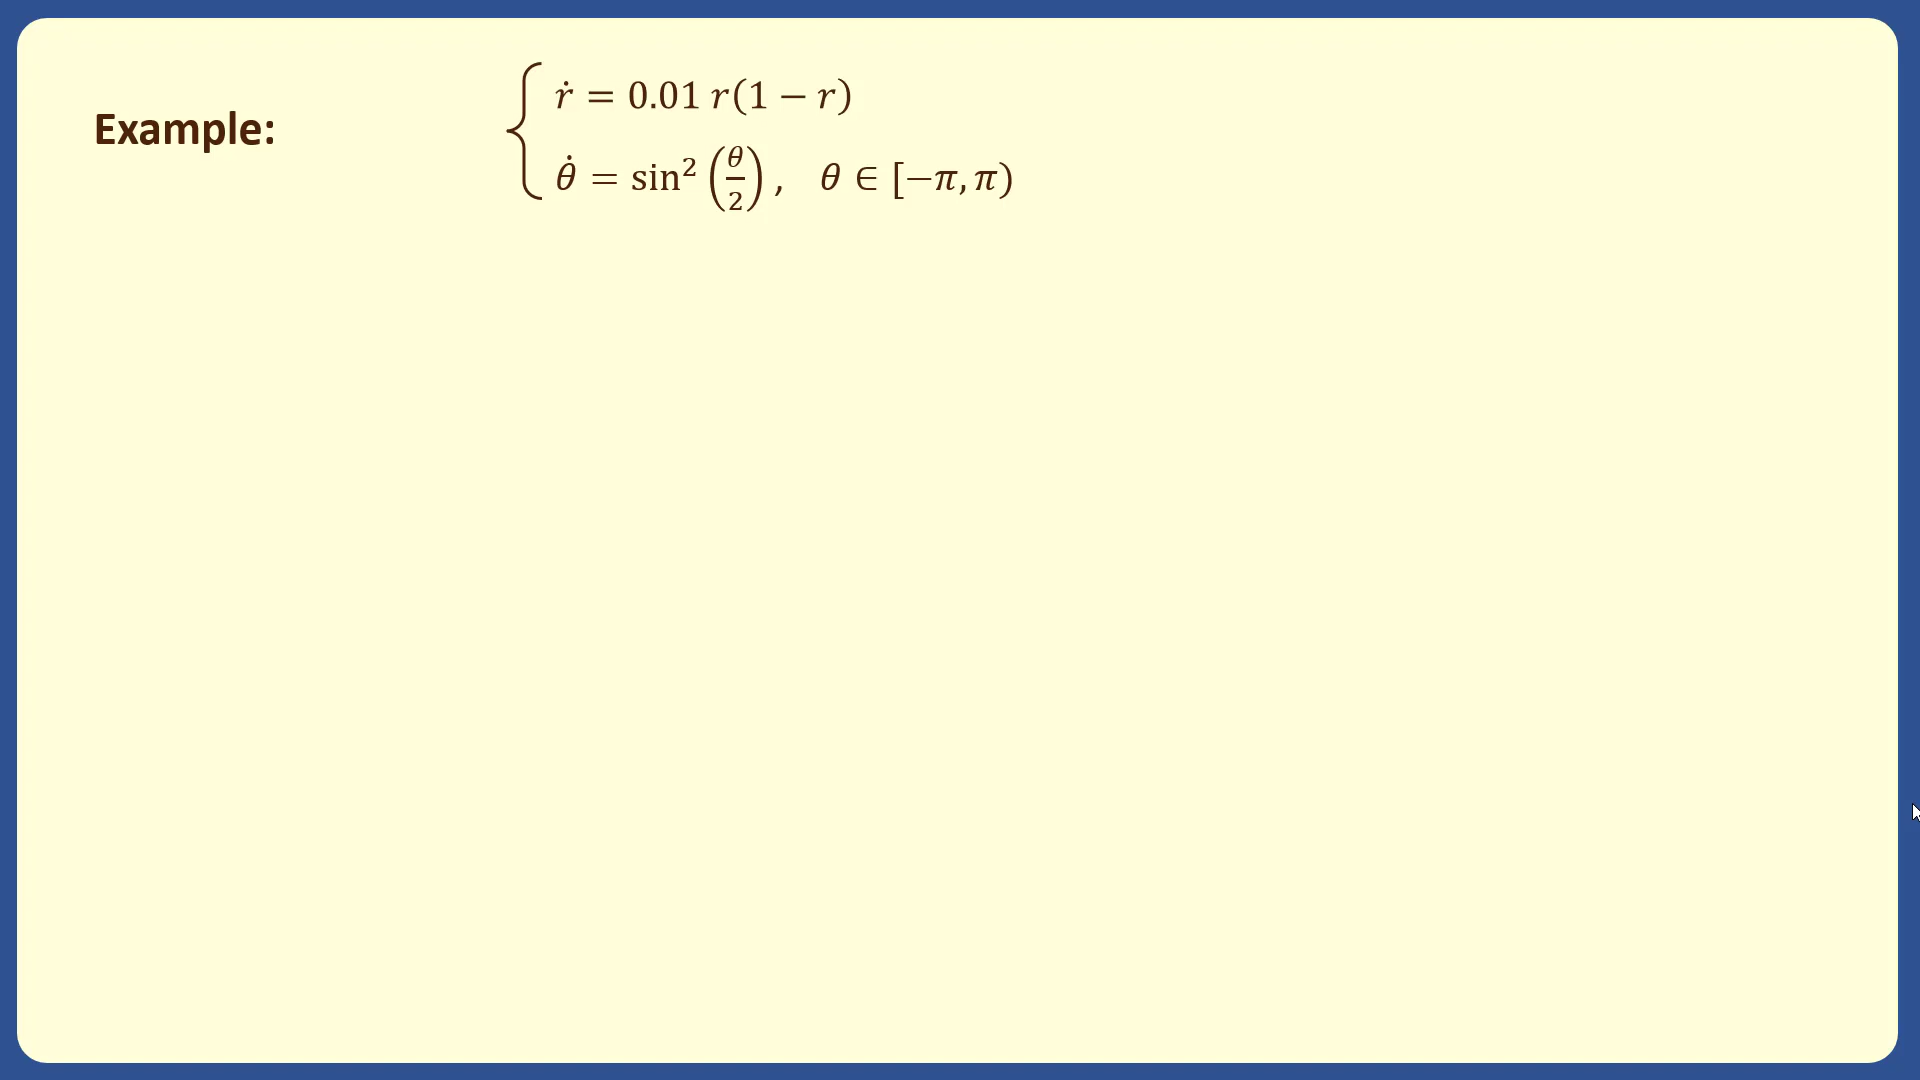 ṙ = 0.01 r(1 − r)
Example:
θ̇ = sin² (θ/2) , θ ∈ [−π, π)